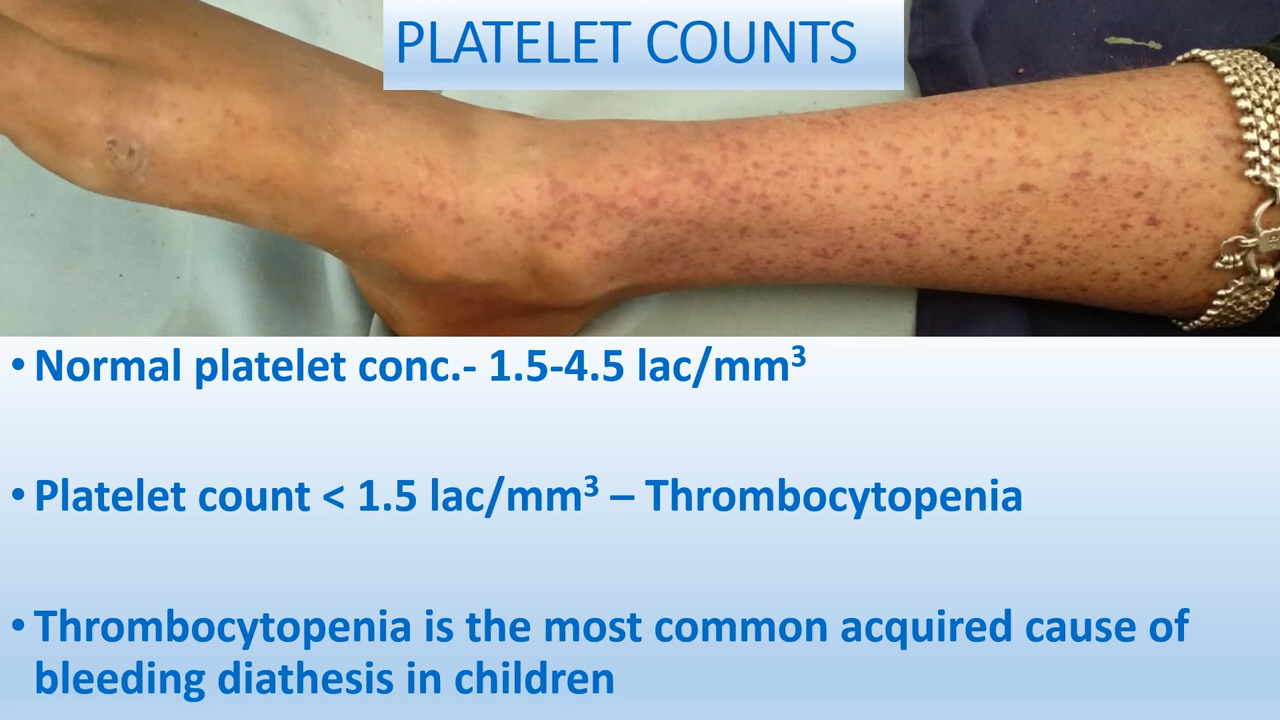 PLATELET COUNTS
• Normal platelet conc.- 1.5-4.5 lac/mm³
• Platelet count < 1.5 lac/mm³ – Thrombocytopenia
• Thrombocytopenia is the most common acquired cause of
bleeding diathesis in children